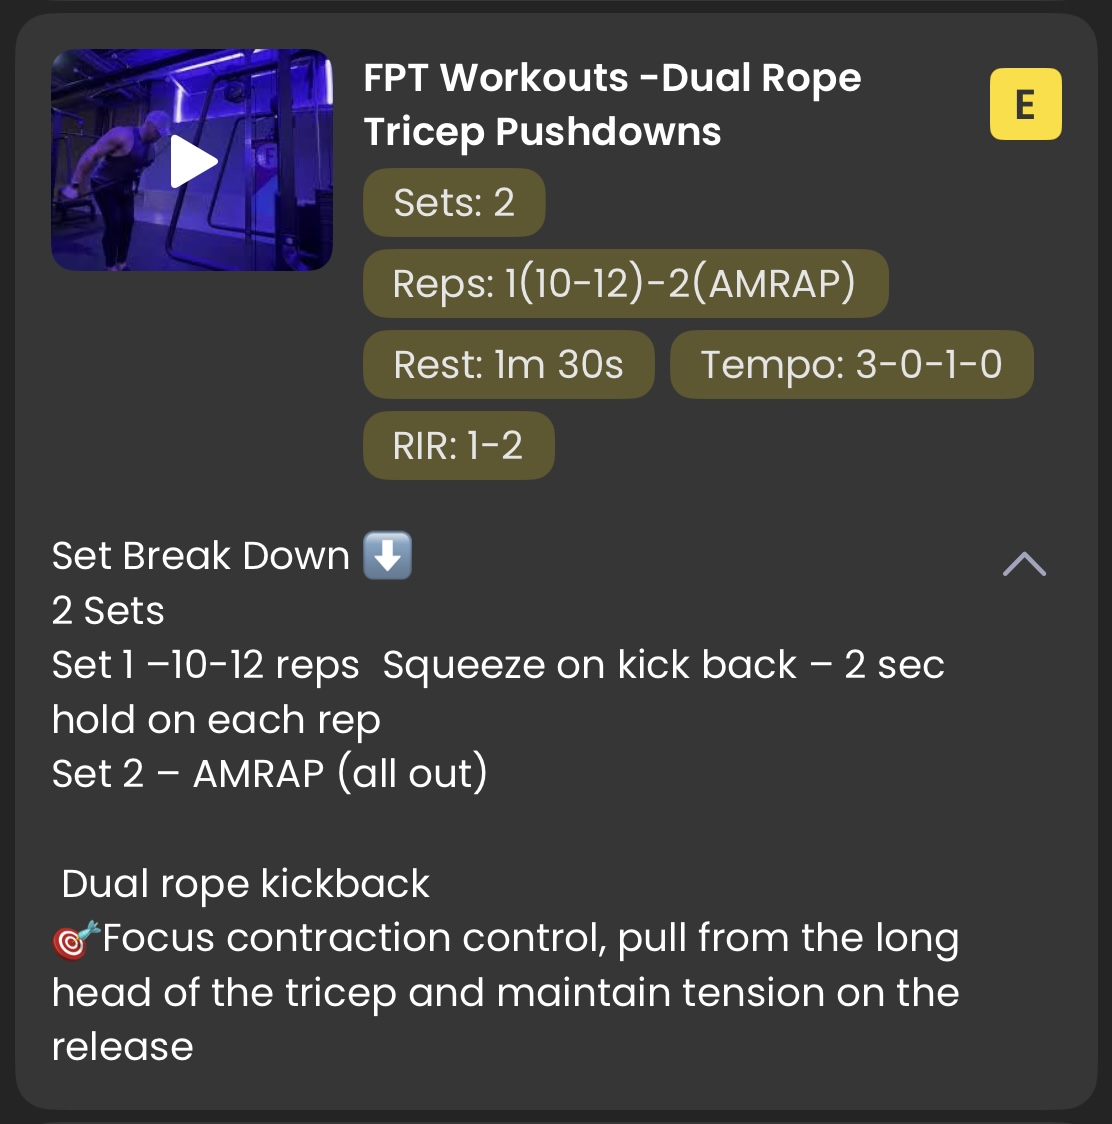 FPT Workouts -Dual Rope
Tricep Pushdowns
E
Sets: 2
Reps: 1(10-12)-2(AMRAP)
Rest: 1m 30s
Tempo: 3-0-1-0
RIR: 1-2
Set Break Down ⬇️
2 Sets
Set 1 –10-12 reps  Squeeze on kick back – 2 sec
hold on each rep
Set 2 – AMRAP (all out)
Dual rope kickback
🎯Focus contraction control, pull from the long
head of the tricep and maintain tension on the
release